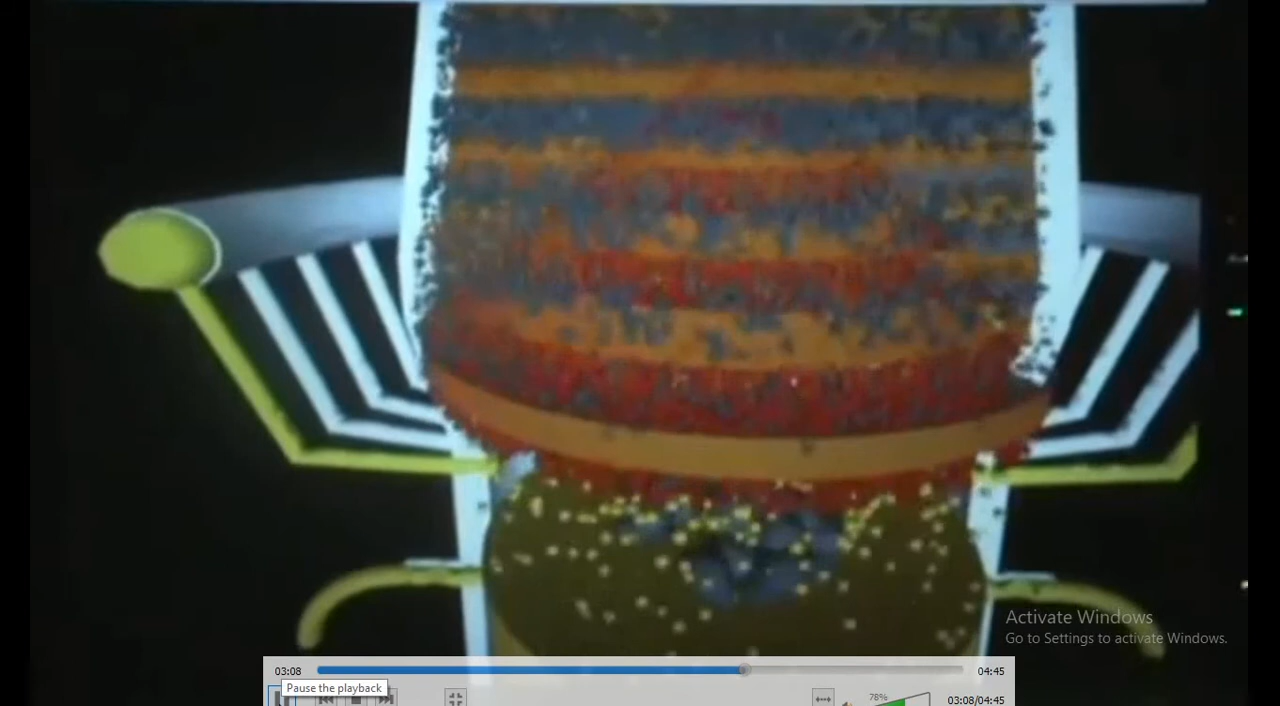 Activate Windows
Go to Settings to activate Windows.
03:08
04:45
Pause the playback
78%
03:08/04:45